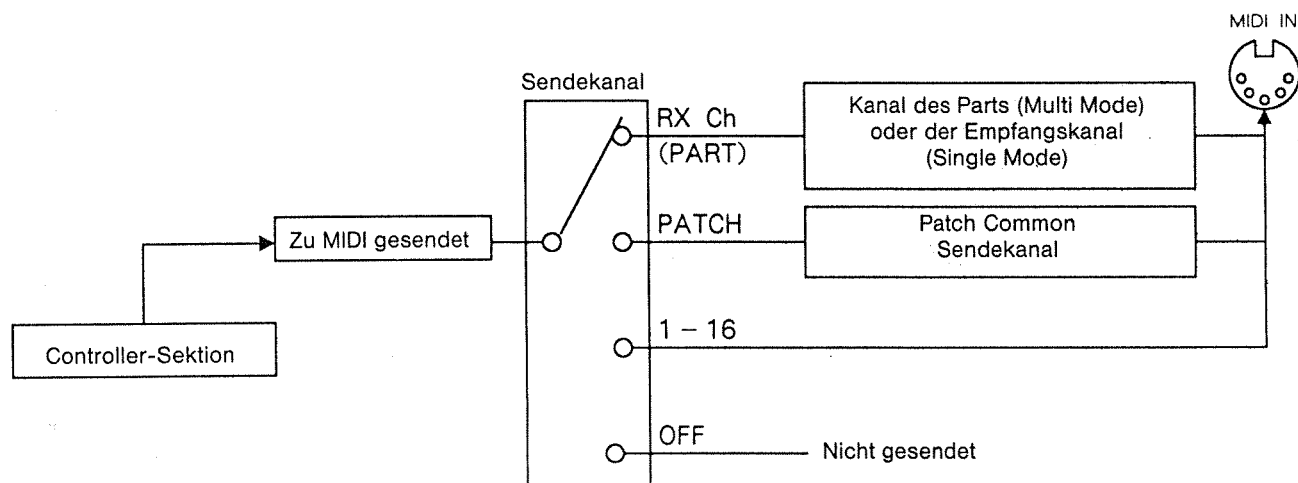 MIDI IN
Sendekanal
RX Ch
(PART)
Kanal des Parts (Multi Mode)
oder der Empfangskanal
(Single Mode)
Zu MIDI gesendet
PATCH
Patch Common
Sendekanal
Controller-Sektion
1 – 16
OFF
Nicht gesendet